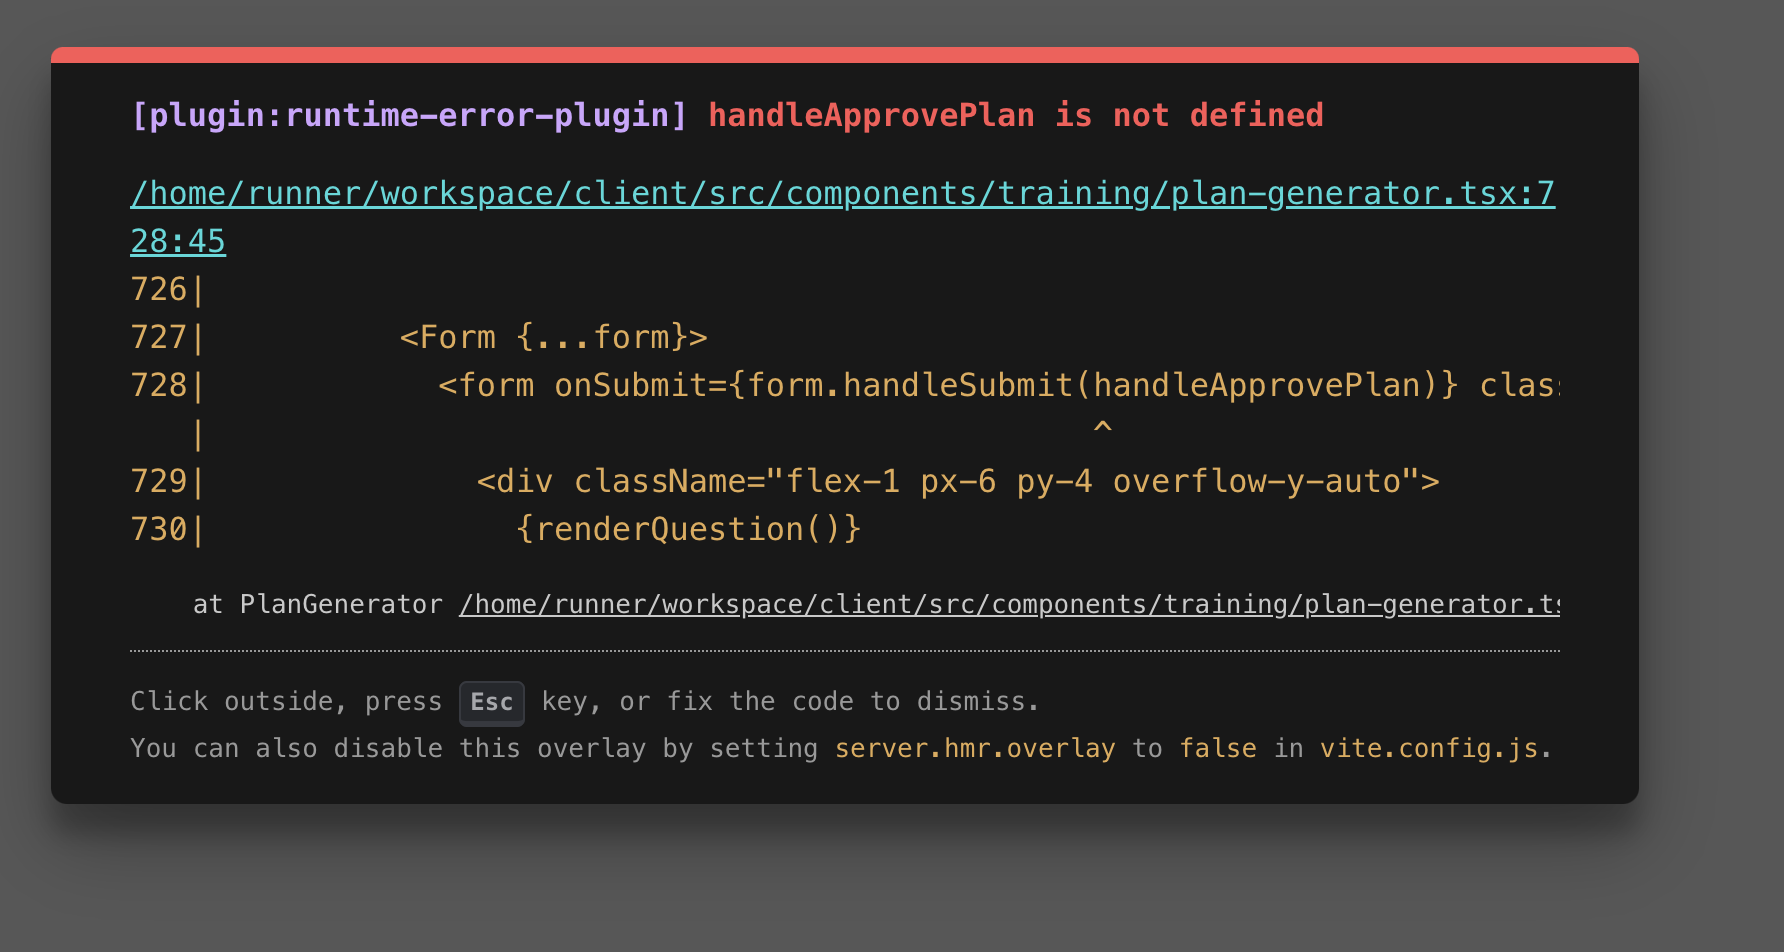 [plugin:runtime-error-plugin] handleApprovePlan is not defined
/home/runner/workspace/client/src/components/training/plan-generator.tsx:7
28:45
726|
727|          <Form {...form}>
728|            <form onSubmit={form.handleSubmit(handleApprovePlan)} clas
   |                                              ^
729|              <div className="flex-1 px-6 py-4 overflow-y-auto">
730|                {renderQuestion()}
    at PlanGenerator /home/runner/workspace/client/src/components/training/plan-generator.ts
Click outside, press Esc key, or fix the code to dismiss.
You can also disable this overlay by setting server.hmr.overlay to false in vite.config.js.